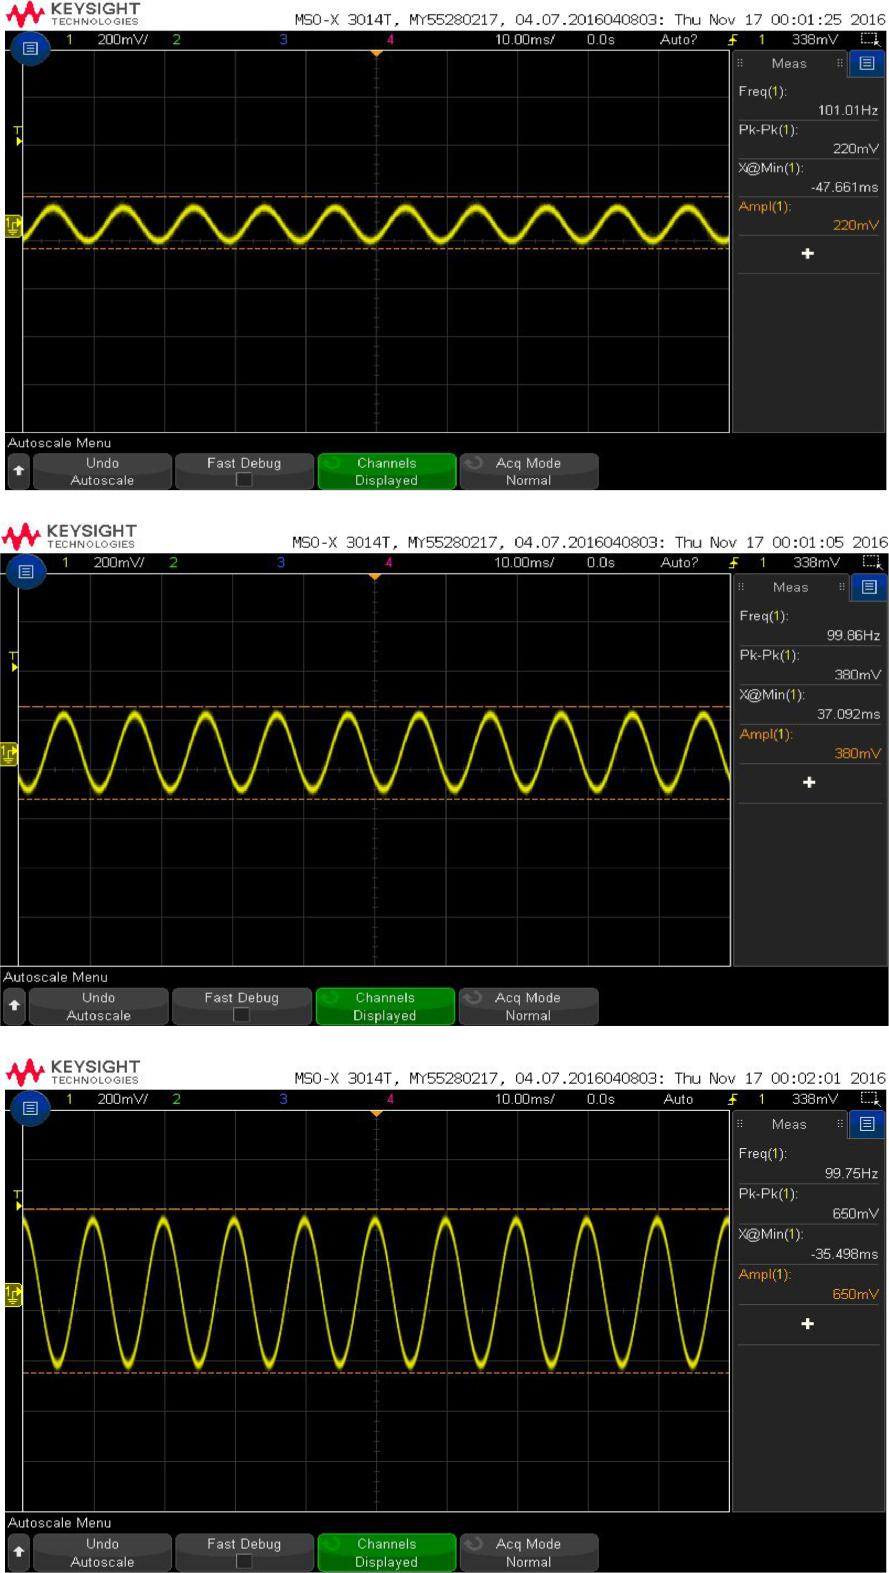 KEYSIGHT
TECHNOLOGIES
MSO-X 3014T, MY55280217, 04.07.2016040803: Thu Nov 17 00:01:25 2016
1 200mV/ 2 3 4 10.00ms/ 0.0s Auto? 1 338mV
T
1
Meas
Freq(1):
101.01Hz
Pk-Pk(1):
220mV
X@Min(1):
-47.661ms
Ampl(1):
220mV
+
Autoscale Menu
Undo Autoscale
Fast Debug
Channels Displayed
Acq Mode Normal
KEYSIGHT
TECHNOLOGIES
MSO-X 3014T, MY55280217, 04.07.2016040803: Thu Nov 17 00:01:05 2016
1 200mV/ 2 3 4 10.00ms/ 0.0s Auto? 1 338mV
T
1
Meas
Freq(1):
99.86Hz
Pk-Pk(1):
380mV
X@Min(1):
37.092ms
Ampl(1):
380mV
+
Autoscale Menu
Undo Autoscale
Fast Debug
Channels Displayed
Acq Mode Normal
KEYSIGHT
TECHNOLOGIES
MSO-X 3014T, MY55280217, 04.07.2016040803: Thu Nov 17 00:02:01 2016
1 200mV/ 2 3 4 10.00ms/ 0.0s Auto 1 338mV
T
1
Meas
Freq(1):
99.75Hz
Pk-Pk(1):
650mV
X@Min(1):
-35.498ms
Ampl(1):
650mV
+
Autoscale Menu
Undo Autoscale
Fast Debug
Channels Displayed
Acq Mode Normal